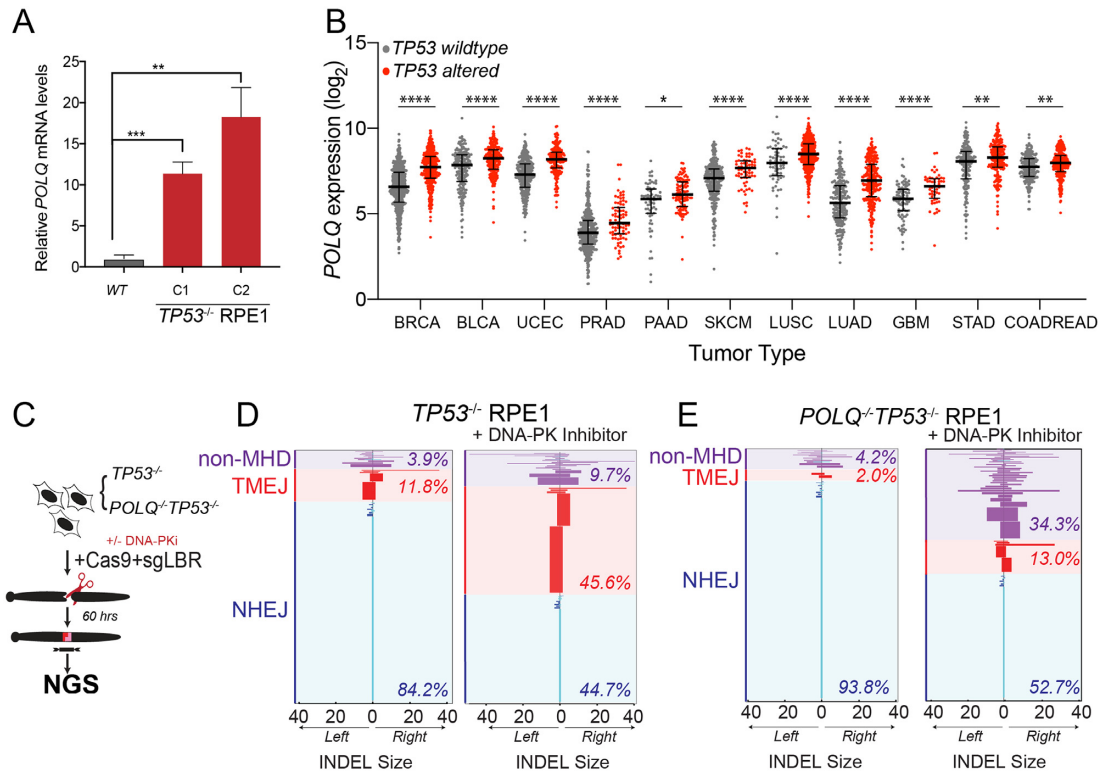 A
Relative POLQ mRNA levels
25
20
15
10
5
0
**
***
WT
C1
C2
TP53-/- RPE1
B
POLQ expression (log2)
15
10
5
0
TP53 wildtype
TP53 altered
**** **** **** **** * **** **** **** **** ** **
BRCA BLCA UCEC PRAD PAAD SKCM LUSC LUAD GBM STAD COADREAD
Tumor Type
C
TP53-/-
POLQ-/-TP53-/-
+/- DNA-PKi
+Cas9+sgLBR
60 hrs
NGS
D
TP53-/- RPE1
+ DNA-PK Inhibitor
non-MHD
TMEJ
NHEJ
3.9%
11.8%
84.2%
9.7%
45.6%
44.7%
40 20 0 20 40
Left Right
40 20 0 20 40
Left Right
INDEL Size
INDEL Size
E
POLQ-/-TP53-/- RPE1
+ DNA-PK Inhibitor
non-MHD
TMEJ
NHEJ
4.2%
2.0%
93.8%
34.3%
13.0%
52.7%
40 20 0 20 40
Left Right
40 20 0 20 40
Left Right
INDEL Size
INDEL Size